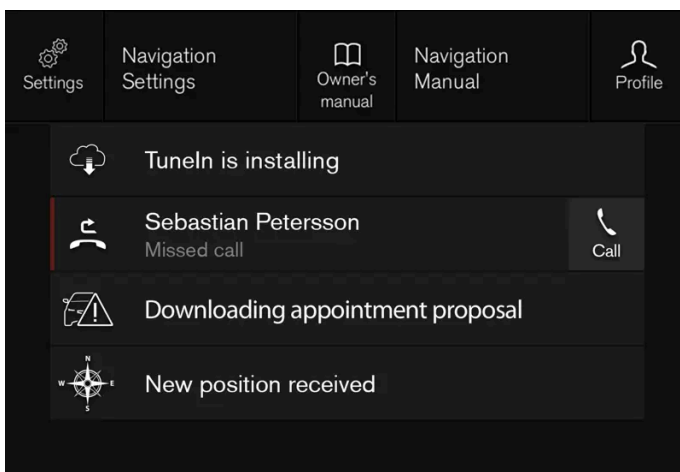 Settings
Navigation
Settings
Owner's
manual
Navigation
Manual
Profile
TuneIn is installing
Sebastian Petersson
Missed call
Call
Downloading appointment proposal
N
W E
S
New position received